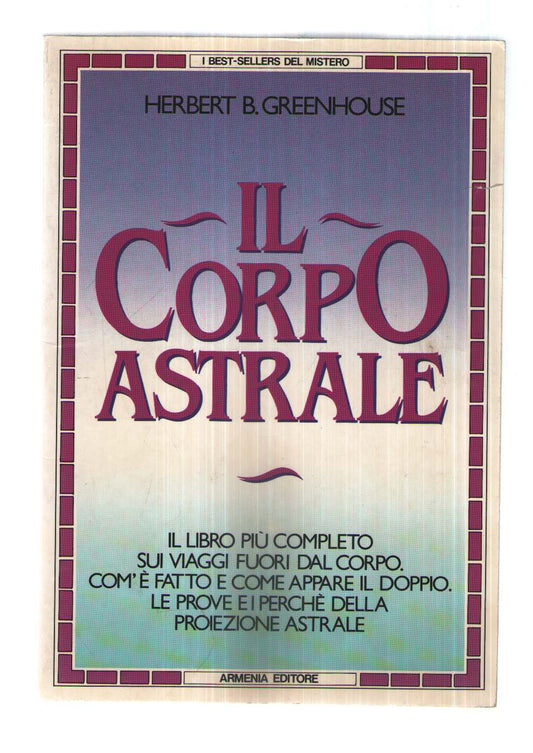 I BEST-SELLERS DEL MISTERO
HERBERT B. GREENHOUSE
IL
CORPO
ASTRALE
IL LIBRO PIÙ COMPLETO
SUI VIAGGI FUORI DAL CORPO.
COM'È FATTO E COME APPARE IL DOPPIO.
LE PROVE E I PERCHÈ DELLA
PROIEZIONE ASTRALE
ARMENIA EDITORE